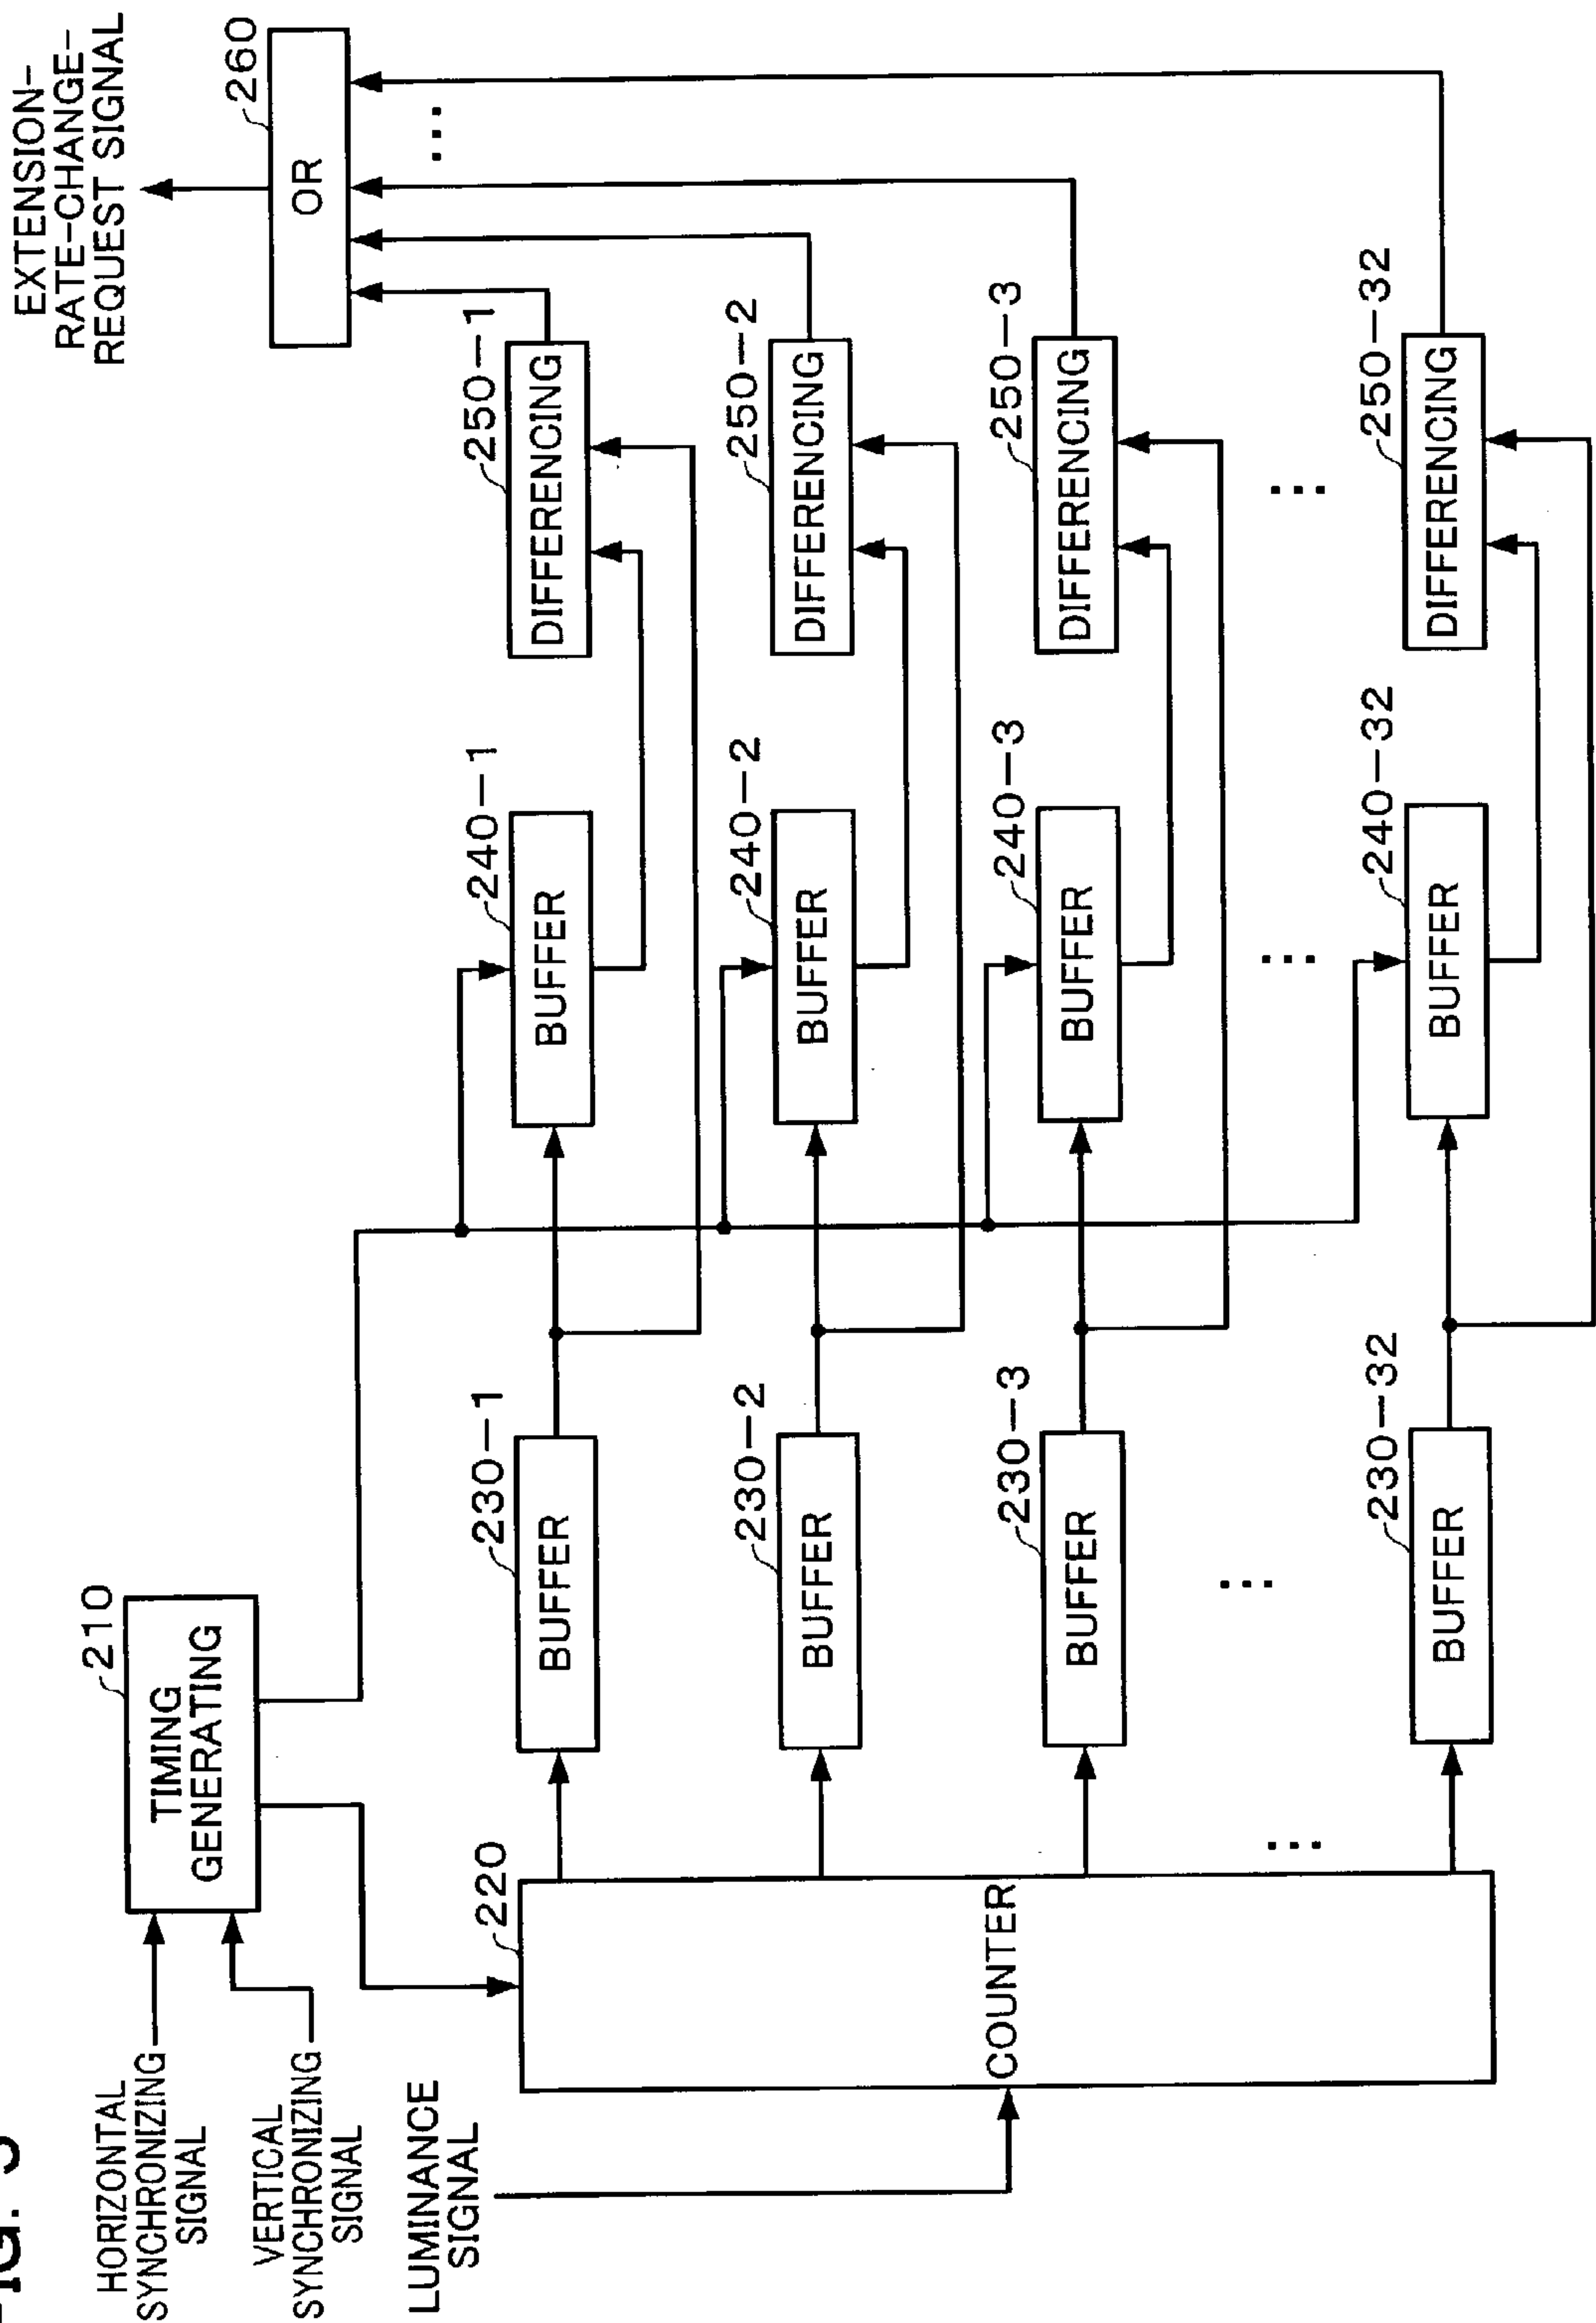 FIG. 3
HORIZONTAL
SYNCHRONIZING
SIGNAL
VERTICAL
SYNCHRONIZING
SIGNAL
LUMINANCE
SIGNAL
210
TIMING
GENERATING
220
COUNTER
230-1
BUFFER
230-2
BUFFER
230-3
BUFFER
...
230-32
BUFFER
...
240-1
BUFFER
240-2
BUFFER
240-3
BUFFER
...
240-32
BUFFER
250-1
DIFFERENCING
250-2
DIFFERENCING
250-3
DIFFERENCING
...
250-32
DIFFERENCING
260
OR
...
EXTENSION-
RATE-CHANGE-
REQUEST SIGNAL